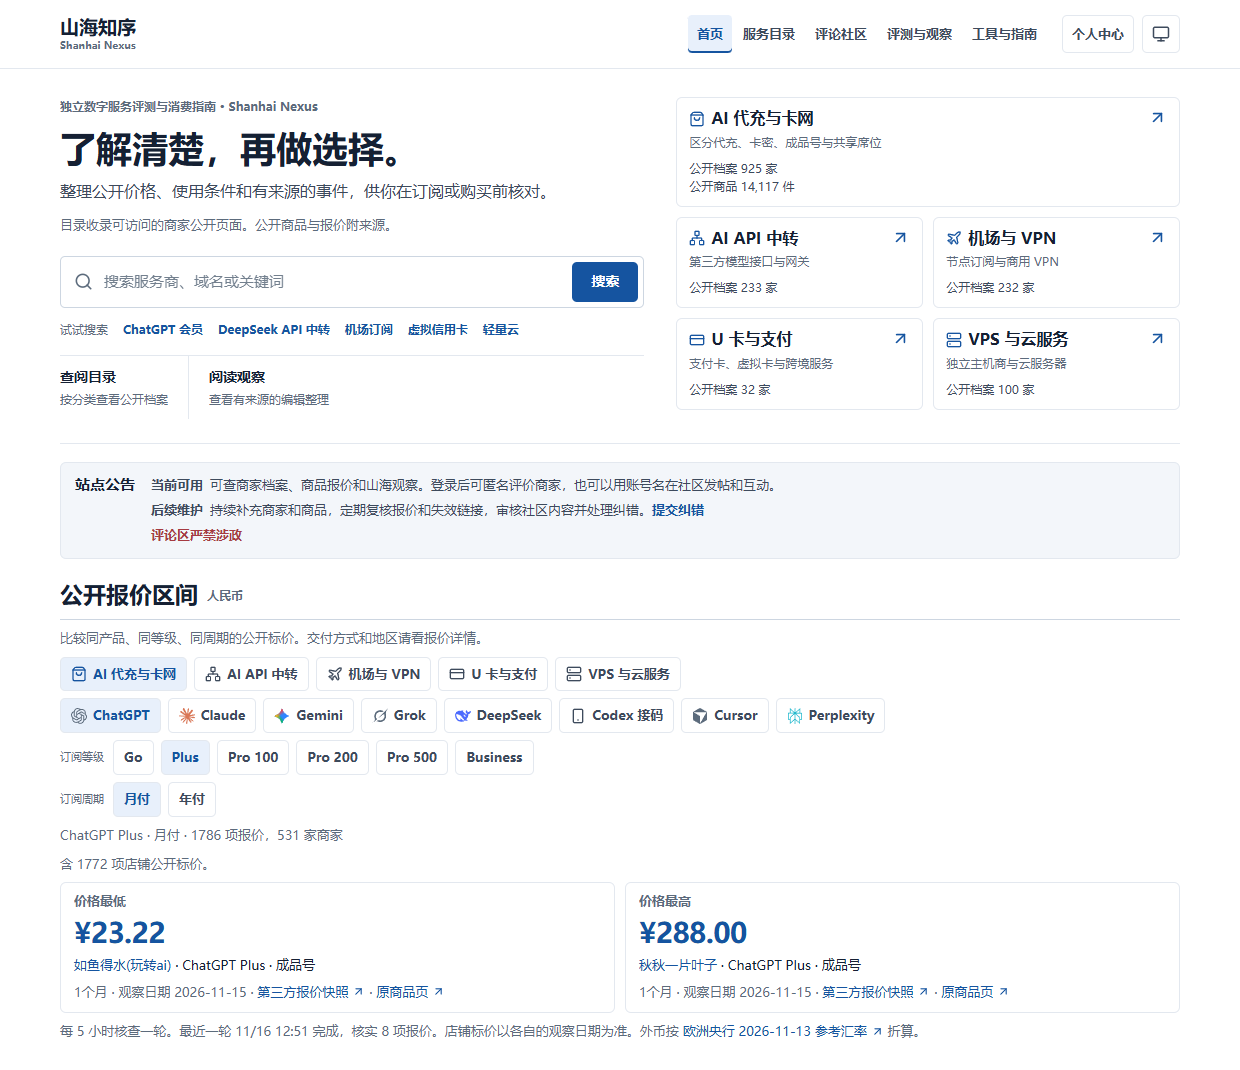 山海知序
Shanhai Nexus
首页
服务目录
评论社区
评测与观察
工具与指南
个人中心
独立数字服务评测与消费指南 • Shanhai Nexus
了解清楚，再做选择。
整理公开价格、使用条件和有来源的事件，供你在订阅或购买前核对。
目录收录可访问的商家公开页面。公开商品与报价附来源。
搜索服务商、域名或关键词
搜索
试试搜索 ChatGPT 会员 DeepSeek API 中转 机场订阅 虚拟信用卡 轻量云
查阅目录
按分类查看公开档案
阅读观察
查看有来源的编辑整理
AI 代充与卡网
区分代充、卡密、成品号与共享席位
公开档案 925 家
公开商品 14,117 件
AI API 中转
第三方模型接口与网关
公开档案 233 家
机场与 VPN
节点订阅与商用 VPN
公开档案 232 家
U 卡与支付
支付卡、虚拟卡与跨境服务
公开档案 32 家
VPS 与云服务
独立主机商与云服务器
公开档案 100 家
站点公告
当前可用 可查商家档案、商品报价和山海观察。登录后可匿名评价商家，也可以用账号名在社区发帖和互动。
后续维护 持续补充商家和商品，定期复核报价和失效链接，审核社区内容并处理纠错。提交纠错
评论区严禁涉政
公开报价区间 人民币
比较同产品、同等级、同周期的公开标价。交付方式和地区请看报价详情。
AI 代充与卡网 AI API 中转 机场与 VPN U 卡与支付 VPS 与云服务
ChatGPT Claude Gemini Grok DeepSeek Codex 接码 Cursor Perplexity
订阅等级 Go Plus Pro 100 Pro 200 Pro 500 Business
订阅周期 月付 年付
ChatGPT Plus · 月付 · 1786 项报价，531 家商家
含 1772 项店铺公开标价。
价格最低
¥23.22
如鱼得水(玩转ai) · ChatGPT Plus · 成品号
1个月 · 观察日期 2026-11-15 · 第三方报价快照 ↗ · 原商品页 ↗
价格最高
¥288.00
秋秋一片叶子 · ChatGPT Plus · 成品号
1个月 · 观察日期 2026-11-15 · 第三方报价快照 ↗ · 原商品页 ↗
每 5 小时核查一轮。最近一轮 11/16 12:51 完成，核实 8 项报价。店铺标价以各自的观察日期为准。外币按 欧洲央行 2026-11-13 参考汇率 ↗ 折算。